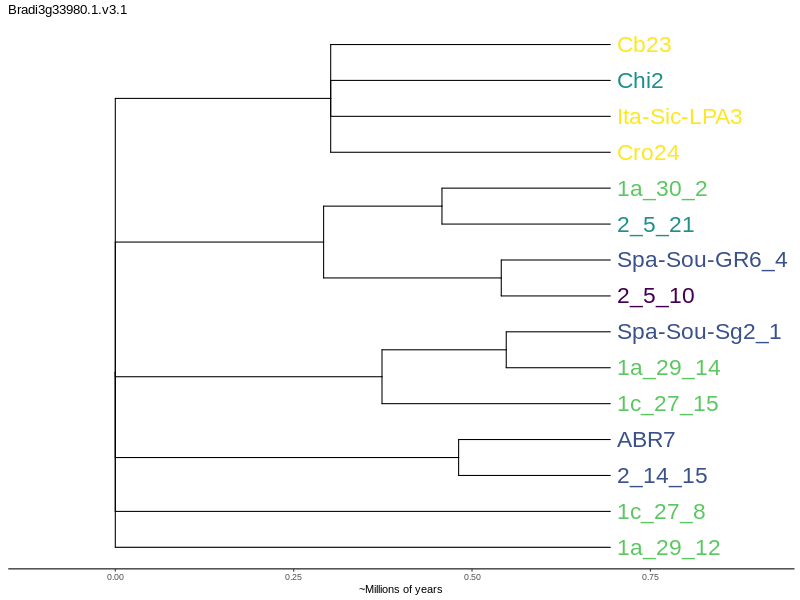 Bradi3g33980.1.v3.1
Cb23
Chi2
Ita-Sic-LPA3
Cro24
1a_30_2
2_5_21
Spa-Sou-GR6_4
2_5_10
Spa-Sou-Sg2_1
1a_29_14
1c_27_15
ABR7
2_14_15
1c_27_8
1a_29_12
0.00 0.25 0.50 0.75
~Millions of years